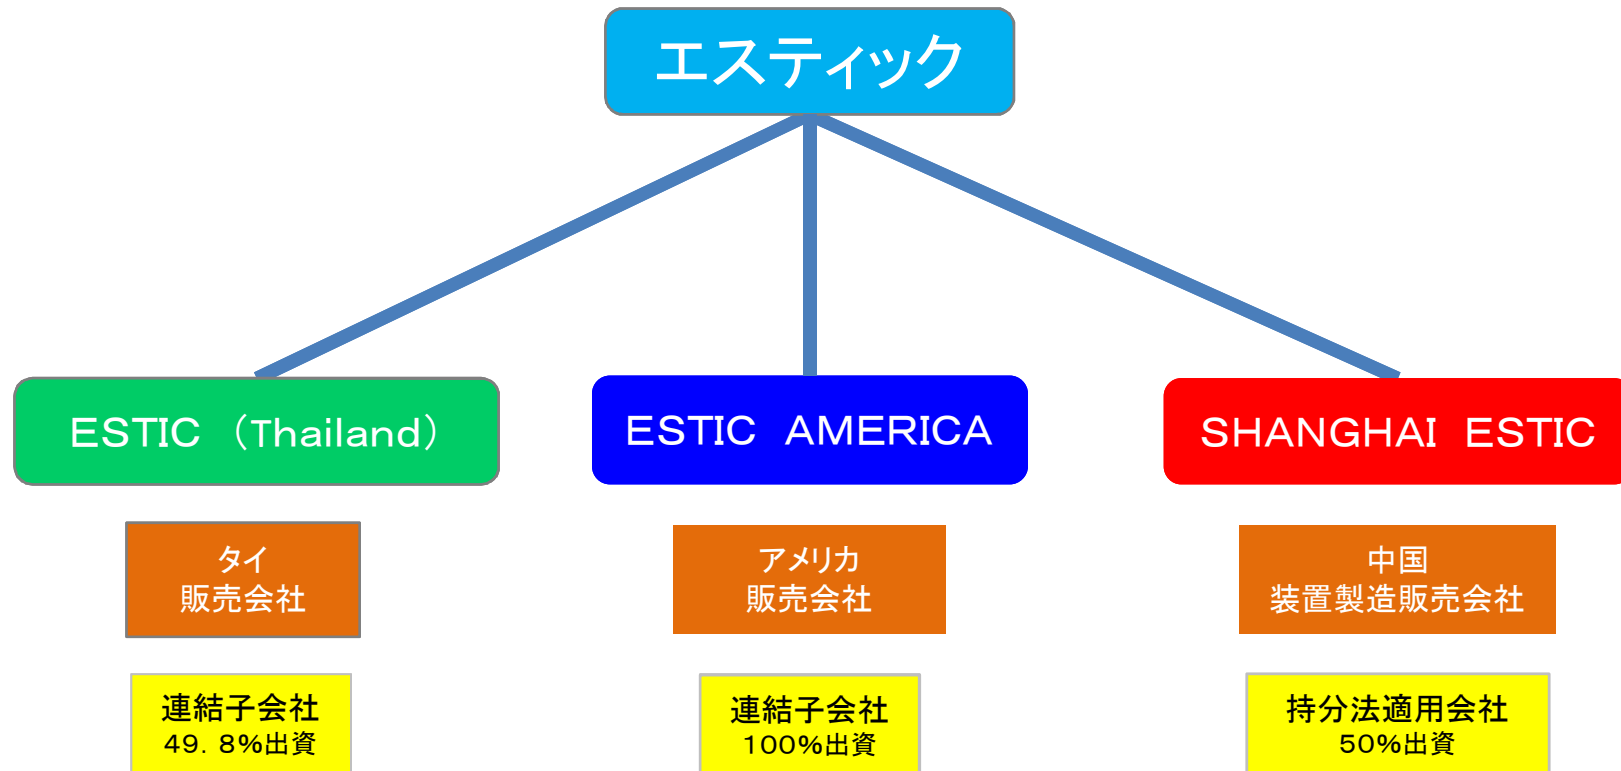 エスティック
ESTIC （Thailand）
ESTIC　AMERICA
SHANGHAI　ESTIC
タイ
販売会社
アメリカ
販売会社
中国
装置製造販売会社
連結子会社
49．8%出資
連結子会社
100%出資
持分法適用会社
50%出資